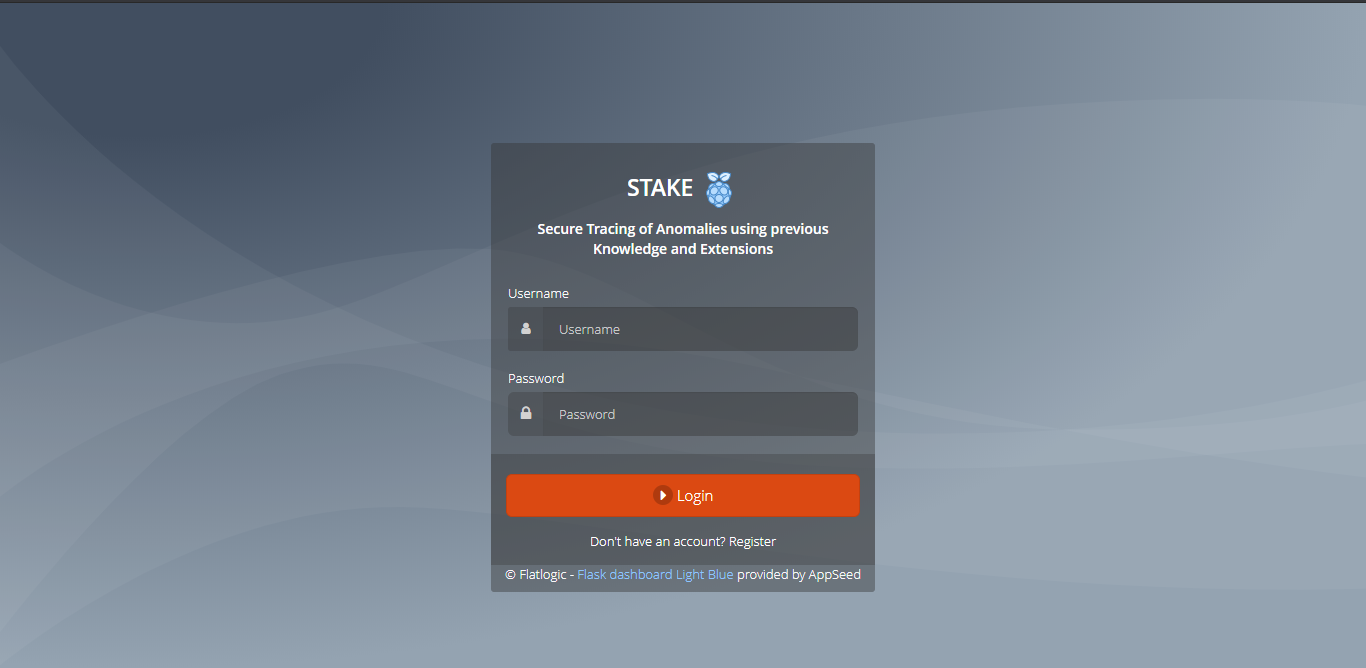 STAKE
Secure Tracing of Anomalies using previous
Knowledge and Extensions
Username
Username
Password
Password
Login
Don't have an account? Register
© Flatlogic - Flask dashboard Light Blue provided by AppSeed